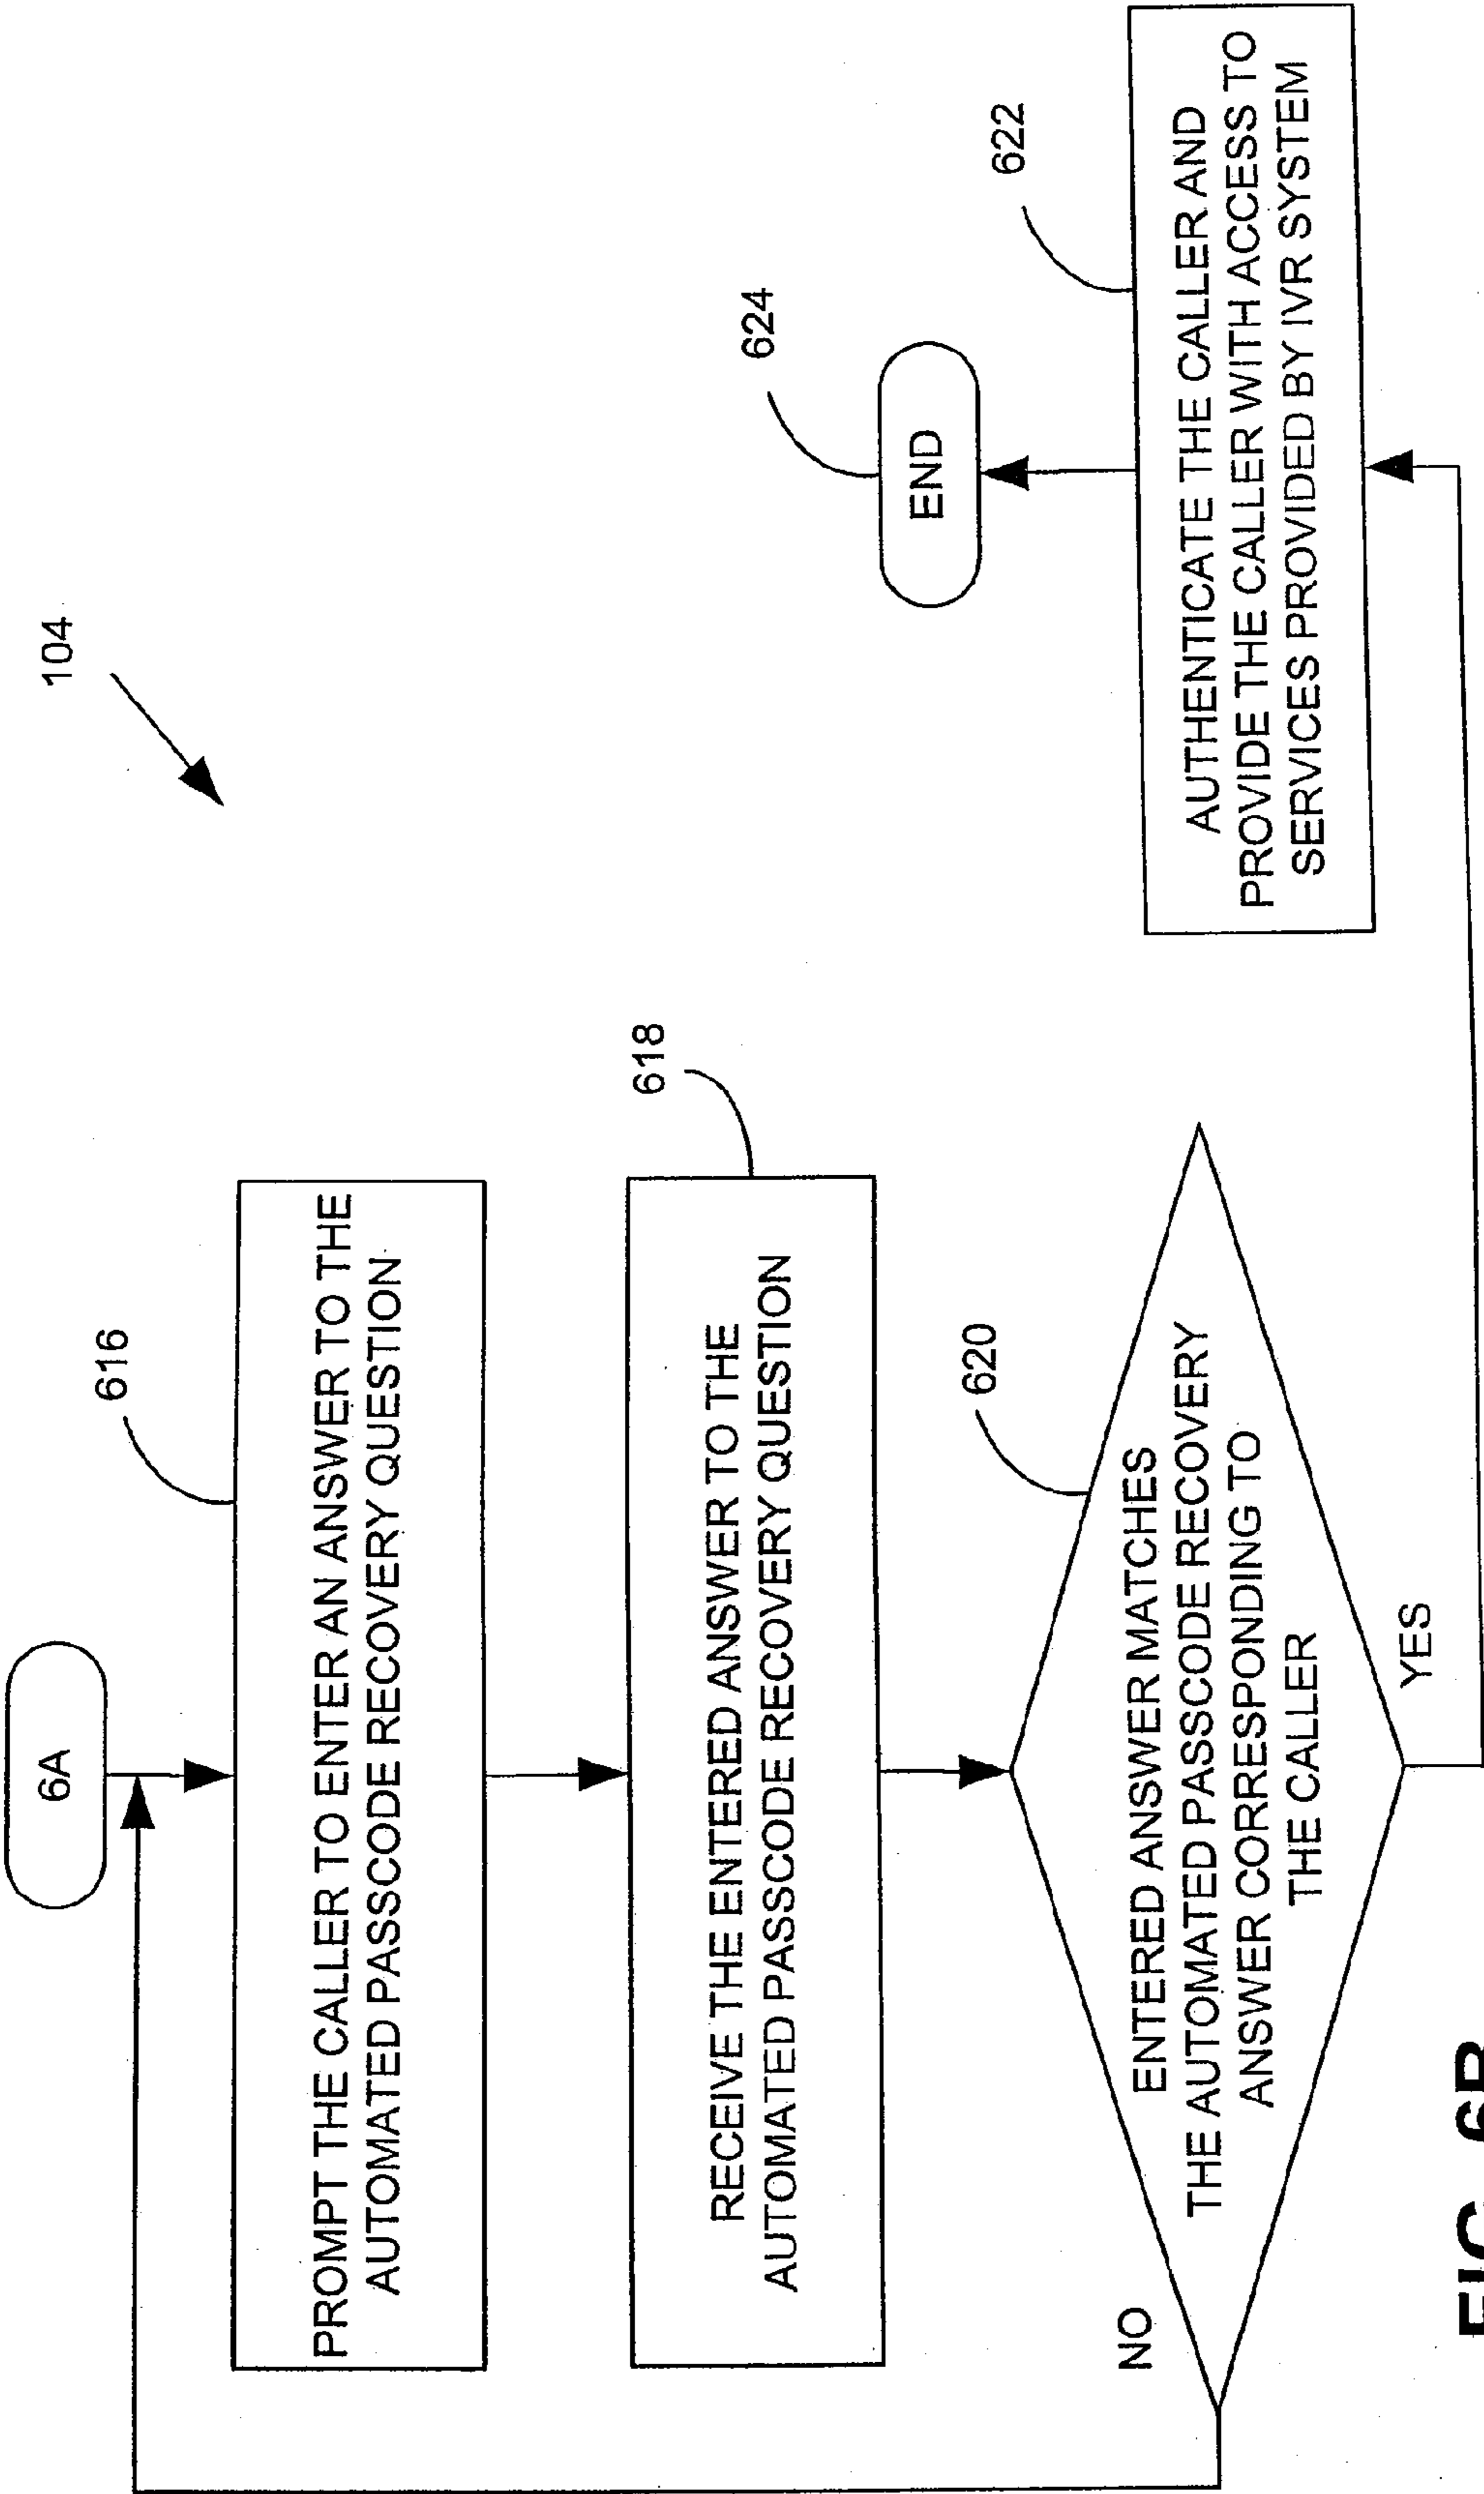 104
6A
616
PROMPT THE CALLER TO ENTER AN ANSWER TO THE
AUTOMATED PASSCODE RECOVERY QUESTION
618
RECEIVE THE ENTERED ANSWER TO THE
AUTOMATED PASSCODE RECOVERY QUESTION
620
ENTERED ANSWER MATCHES
THE AUTOMATED PASSCODE RECOVERY
ANSWER CORRESPONDING TO
THE CALLER
NO
YES
624
END
622
AUTHENTICATE THE CALLER AND
PROVIDE THE CALLER WITH ACCESS TO
SERVICES PROVIDED BY IVR SYSTEM
FIG. 6B